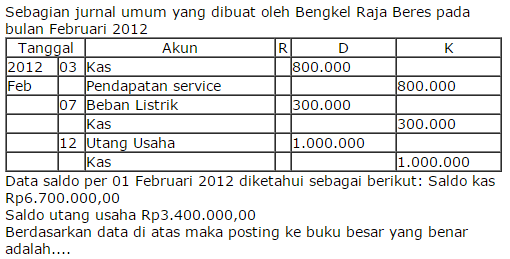 Sebagian jurnal umum yang dibuat oleh Bengkel Raja Beres pada
bulan Februari 2012
Tanggal Akun R D K
2012 03 Kas 800.000
Feb Pendapatan service 800.000
07 Beban Listrik 300.000
Kas 300.000
12 Utang Usaha 1.000.000
Kas 1.000.000
Data saldo per 01 Februari 2012 diketahui sebagai berikut: Saldo kas
Rp6.700.000,00
Saldo utang usaha Rp3.400.000,00
Berdasarkan data di atas maka posting ke buku besar yang benar
adalah....